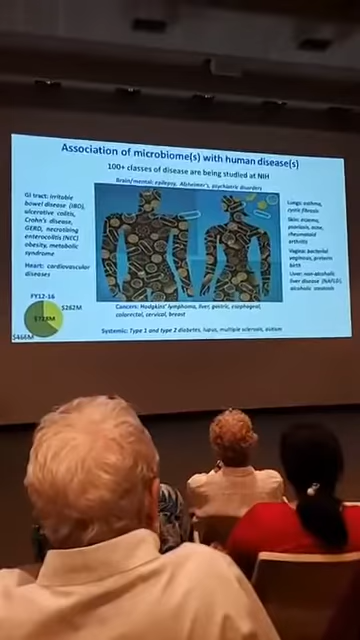 Association of microbiome(s) with human disease(s)
100+ classes of disease are being studied at NIH
Brain/mental: epilepsy, Alzheimer's, psychiatric disorders
GI tract: irritable
bowel disease (IBD),
ulcerative colitis,
Crohn's disease,
GERD, necrotizing
enterocolitis (NEC)
obesity, metabolic
syndrome
Heart: cardiovascular
diseases
Lungs: asthma,
cystic fibrosis
Skin: eczema,
psoriasis, acne,
rheumatoid
arthritis
Vagina: bacterial
vaginosis, preterm
birth
Liver: non-alcoholic
liver disease (NAFLD),
alcoholic steatosis
FY12-16
$262M
$728M
$466M
Cancers: Hodgkins' lymphoma, liver, gastric, esophageal,
colorectal, cervical, breast
Systemic: Type 1 and type 2 diabetes, lupus, multiple sclerosis, autism